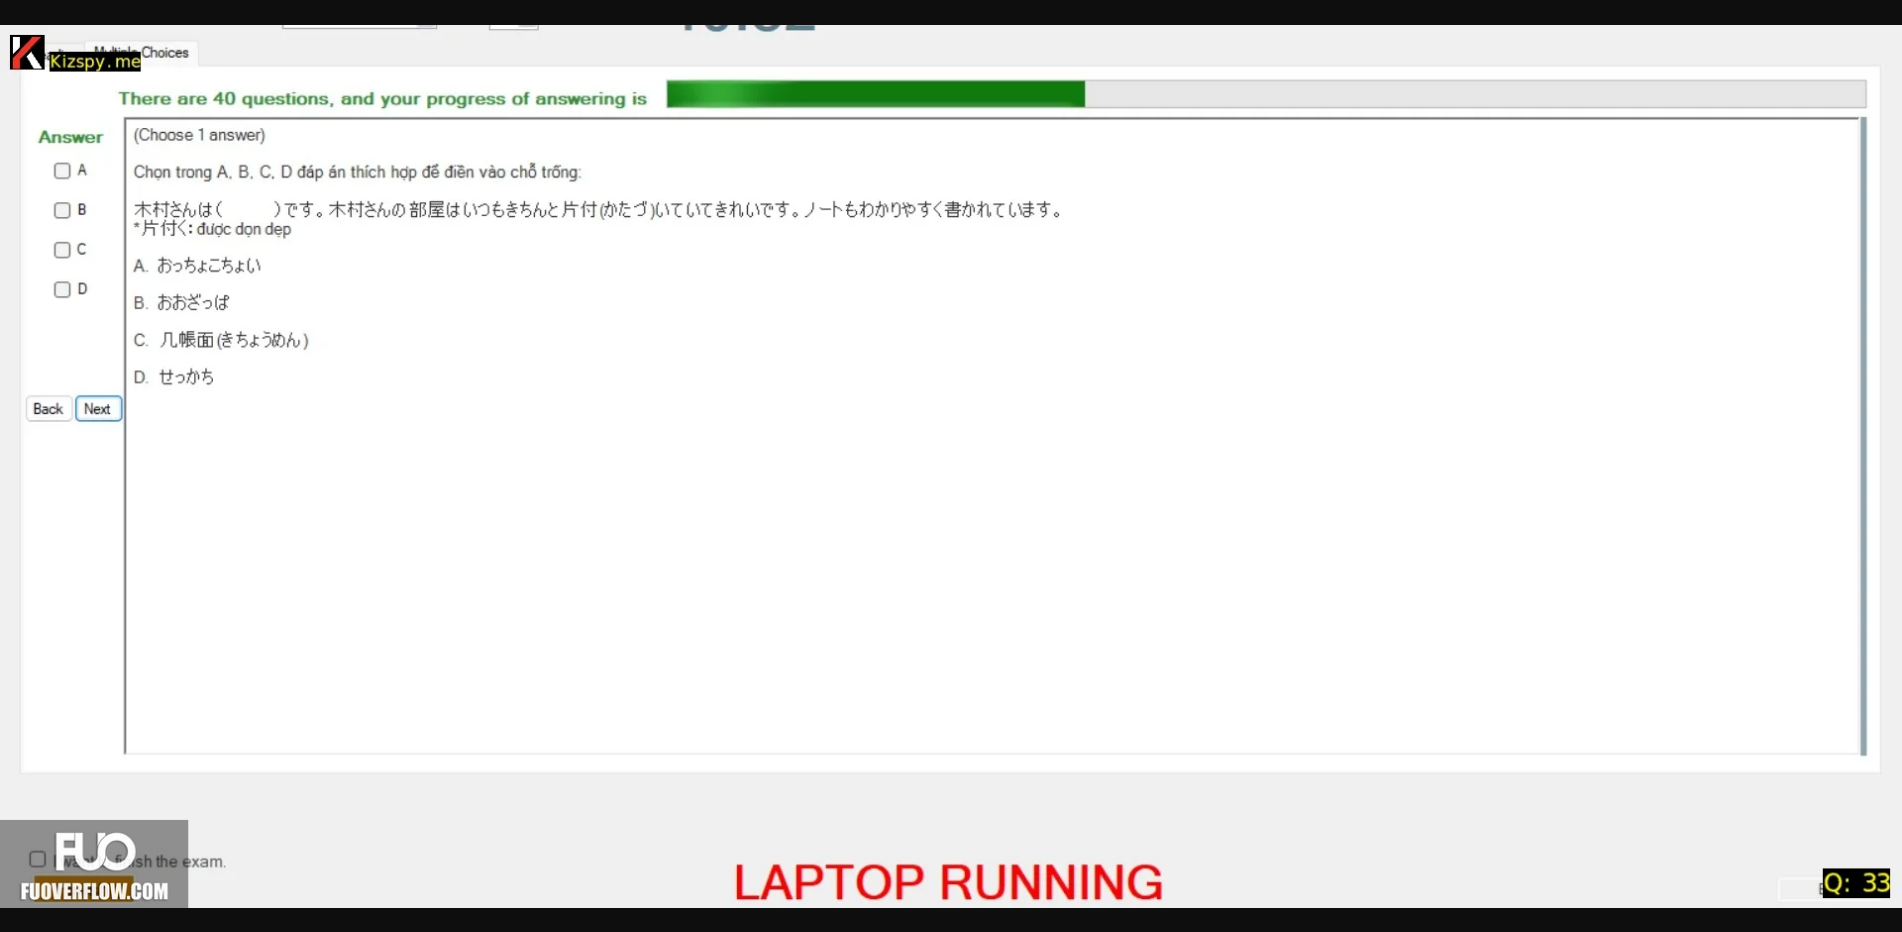 Kizspy.me
Choices
There are 40 questions, and your progress of answering is
Answer
(Choose 1 answer)
A
Chọn trong A, B, C, D đáp án thích hợp để điền vào chỗ trống:
B
木村さんは(　　　)です。木村さんの部屋はいつもきちんと片付(かたづ)いていてきれいです。ノートもわかりやすく書かれています。
*片付く: được dọn dẹp
C
A. おっちょこちょい
D
B. おおざっぱ
C. 几帳面(きちょうめん)
D. せっかち
Back
Next
FUO
the exam.
FUOVERFLOW.COM
LAPTOP RUNNING
Q: 33